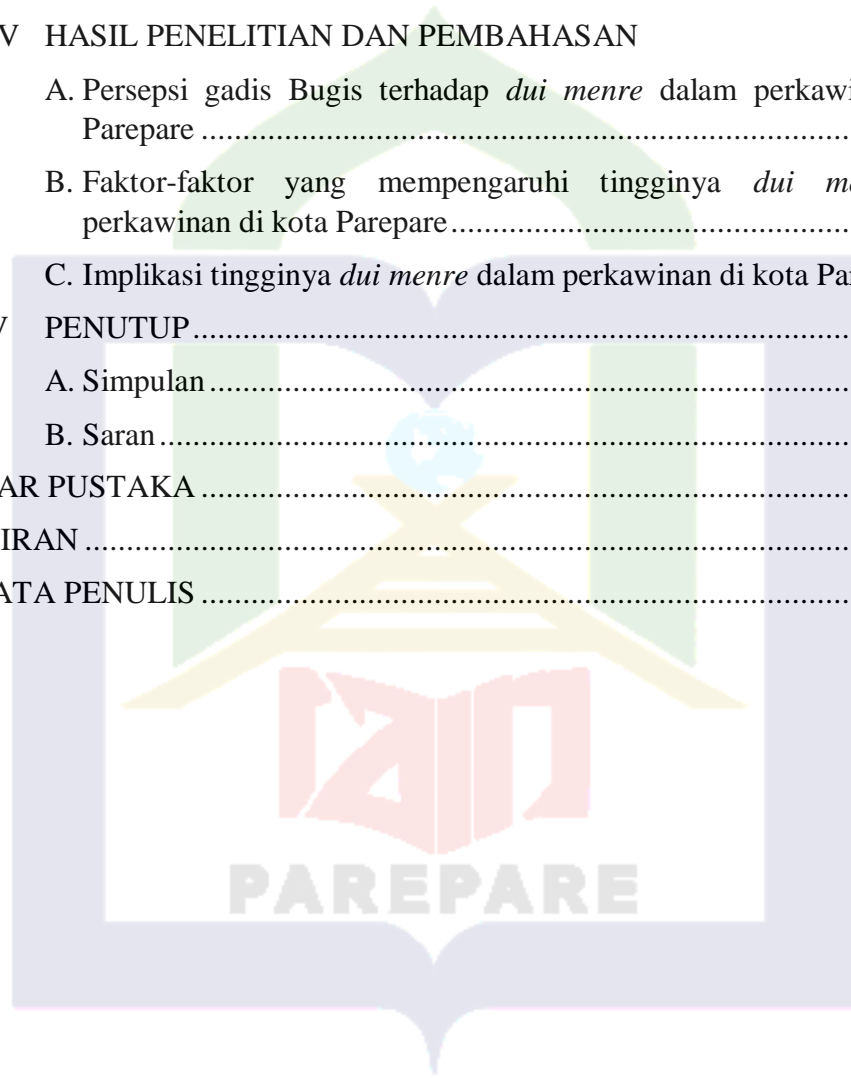 V HASIL PENELITIAN DAN PEMBAHASAN
A. Persepsi gadis Bugis terhadap dui menre dalam perkawi
Parepare ..........................................................................................
B. Faktor-faktor yang mempengaruhi tingginya dui me
perkawinan di kota Parepare..................................................
C. Implikasi tingginya dui menre dalam perkawinan di kota Pa
PENUTUP.....................................................................................
A. Simpulan...................................................................................
B. Saran.........................................................................................
AR PUSTAKA ....................................................................................
IRAN ..................................................................................................
ATA PENULIS ....................................................................................
IAIN
PAREPARE